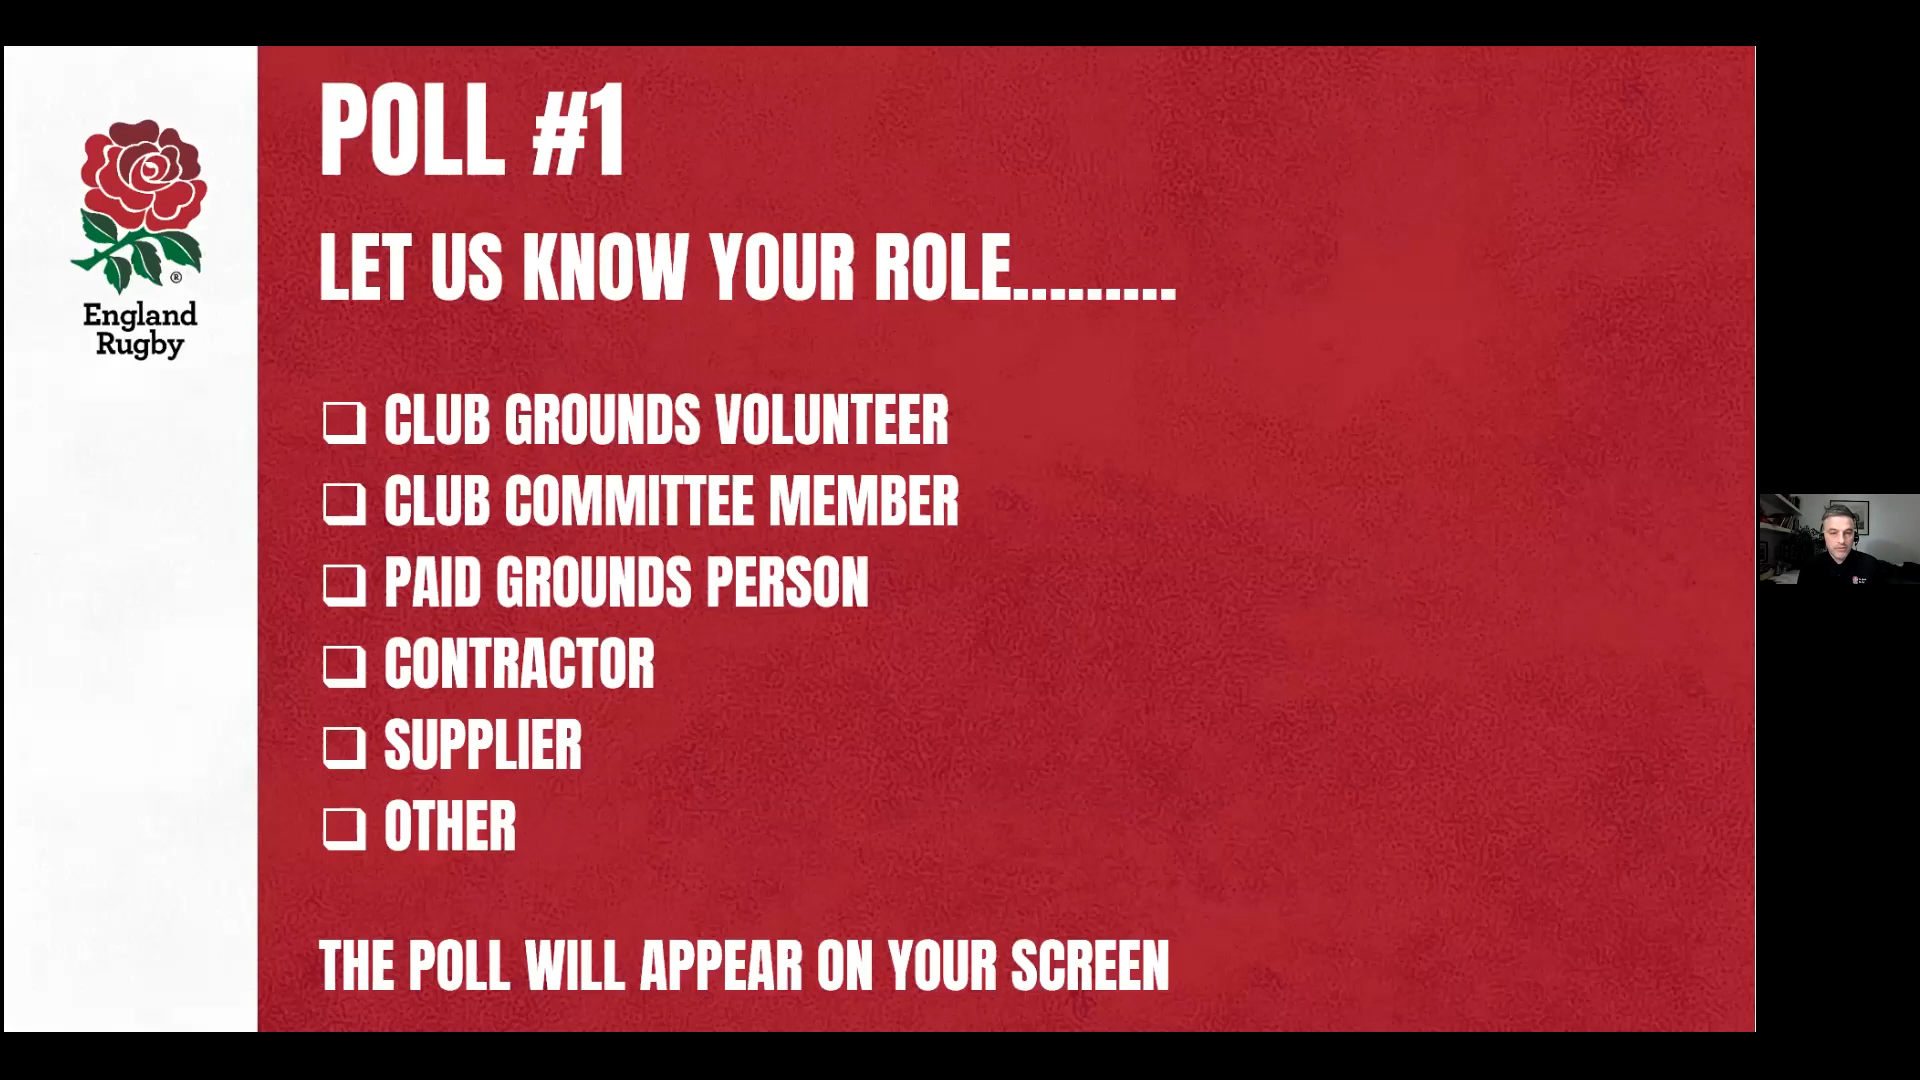 POLL #1
LET US KNOW YOUR ROLE.........
CLUB GROUNDS VOLUNTEER
CLUB COMMITTEE MEMBER
PAID GROUNDS PERSON
CONTRACTOR
SUPPLIER
OTHER
THE POLL WILL APPEAR ON YOUR SCREEN
®
England
Rugby